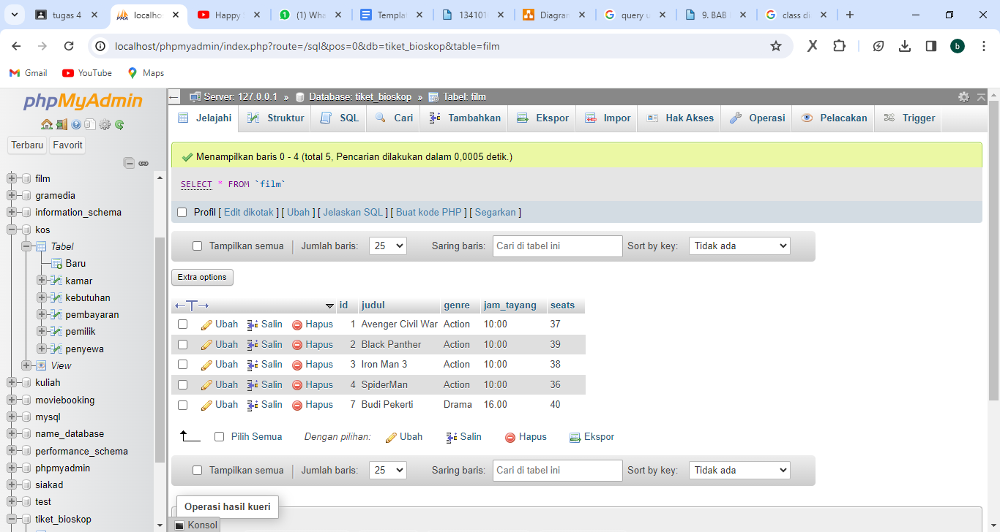 tugas 4 localho Happy WhatsA Templat 134101 Diagran query u 9. BAB class di
localhost/phpmyadmin/index.php?route=/sql&pos=0&db=tiket_bioskop&table=film
b
Gmail YouTube Maps
phpMyAdmin
Terbaru Favorit
film
gramedia
information_schema
kos
Tabel
Baru
kamar
kebutuhan
pembayaran
pemilik
penyewa
View
kuliah
moviebooking
mysql
name_database
performance_schema
phpmyadmin
siakad
test
tiket_bioskop
Server: 127.0.0.1 » Database: tiket_bioskop » Tabel: film
Jelajahi Struktur SQL Cari Tambahkan Ekspor Impor Hak Akses Operasi Pelacakan Trigger
Menampilkan baris 0 - 4 (total 5, Pencarian dilakukan dalam 0,0005 detik.)
SELECT * FROM `film`
Profil [ Edit dikotak ] [ Ubah ] [ Jelaskan SQL ] [ Buat kode PHP ] [ Segarkan ]
Tampilkan semua Jumlah baris: 25 Saring baris: Cari di tabel ini Sort by key: Tidak ada
Extra options
id judul genre jam_tayang seats
Ubah Salin Hapus 1 Avenger Civil War Action 10:00 37
Ubah Salin Hapus 2 Black Panther Action 10:00 39
Ubah Salin Hapus 3 Iron Man 3 Action 10:00 38
Ubah Salin Hapus 4 SpiderMan Action 10:00 36
Ubah Salin Hapus 7 Budi Pekerti Drama 16.00 40
Pilih Semua Dengan pilihan: Ubah Salin Hapus Ekspor
Tampilkan semua Jumlah baris: 25 Saring baris: Cari di tabel ini Sort by key: Tidak ada
Operasi hasil kueri
Konsol